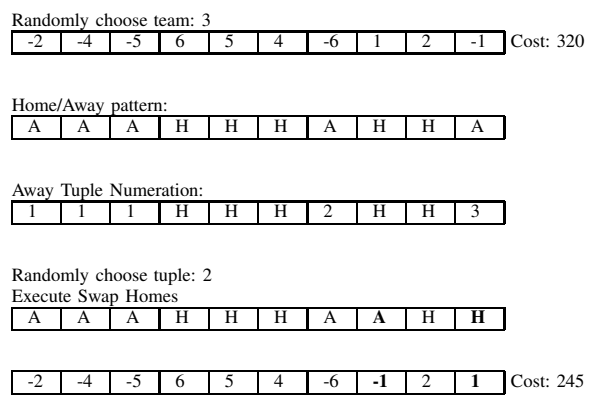 Randomly choose team: 3
-2 -4 -5 6 5 4 -6 1 2 -1 Cost: 320
Home/Away pattern:
A A A H H H A H H A
Away Tuple Numeration:
1 1 1 H H H 2 H H 3
Randomly choose tuple: 2
Execute Swap Homes
A A A H H H A A H H
-2 -4 -5 6 5 4 -6 -1 2 1 Cost: 245